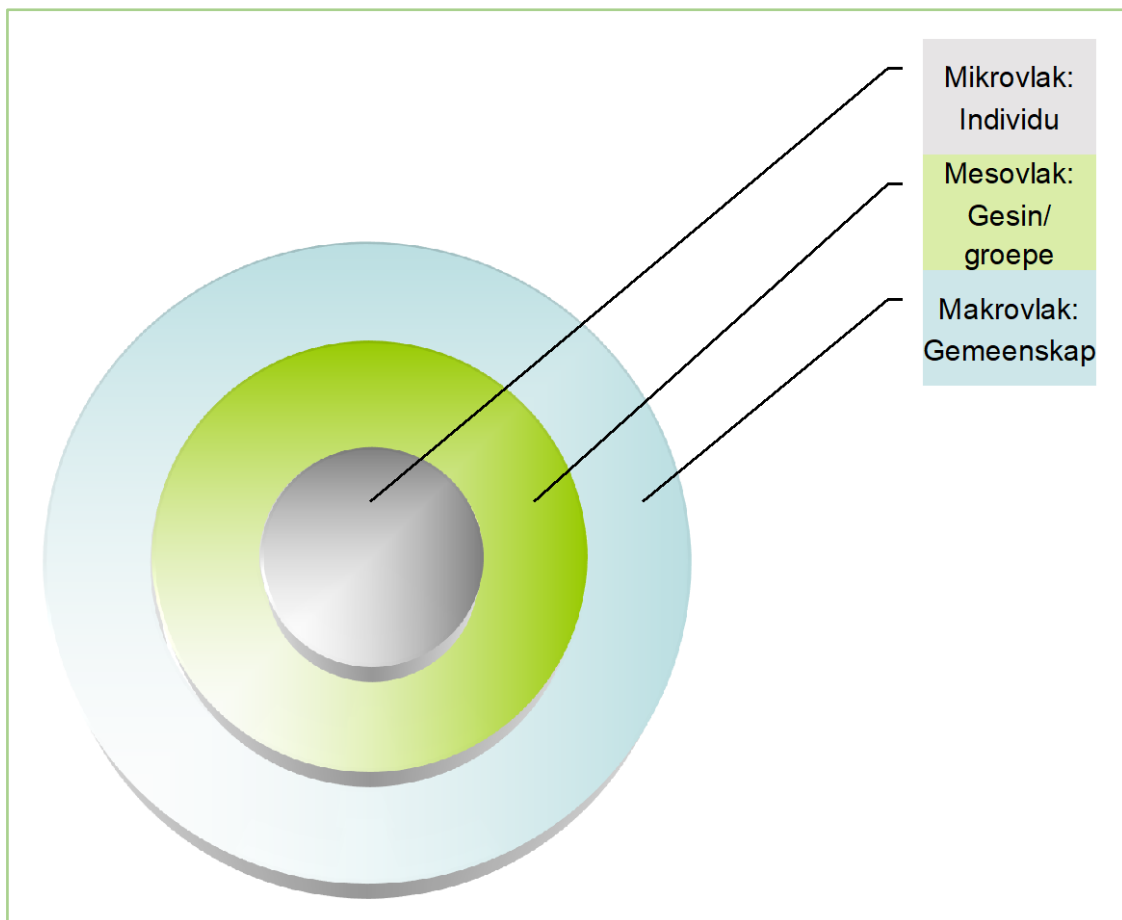 Mikrovlak:
Individu
Mesovlak:
Gesin/
groepe
Makrovlak:
Gemeenskap